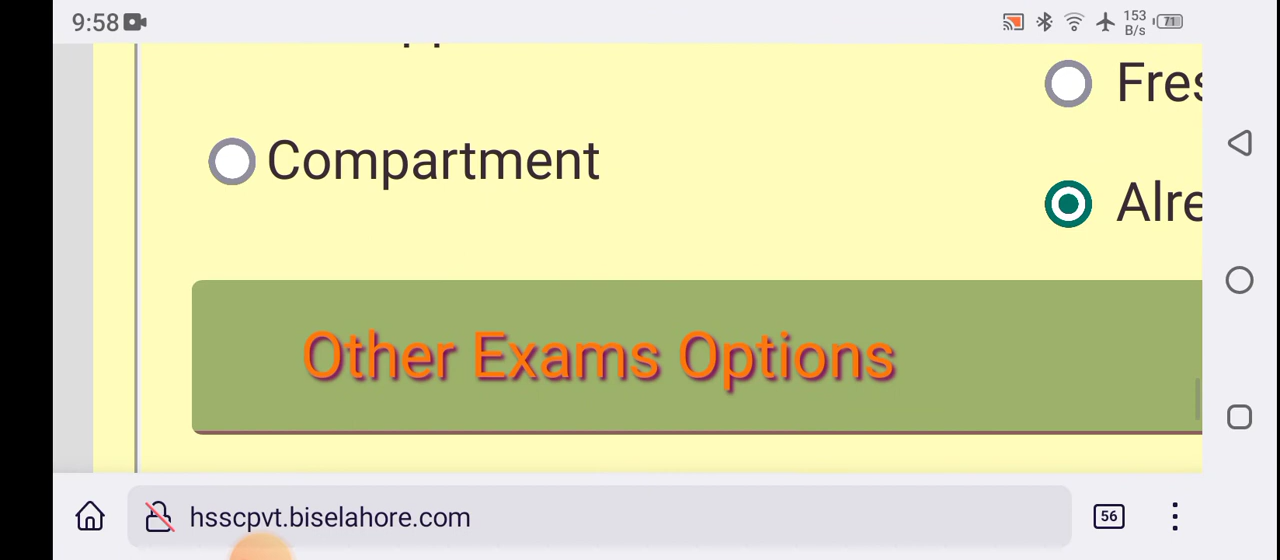 9:58
153
B/s
71
Fres
Compartment
Alre
Other Exams Options
hsscpvt.biselahore.com
56